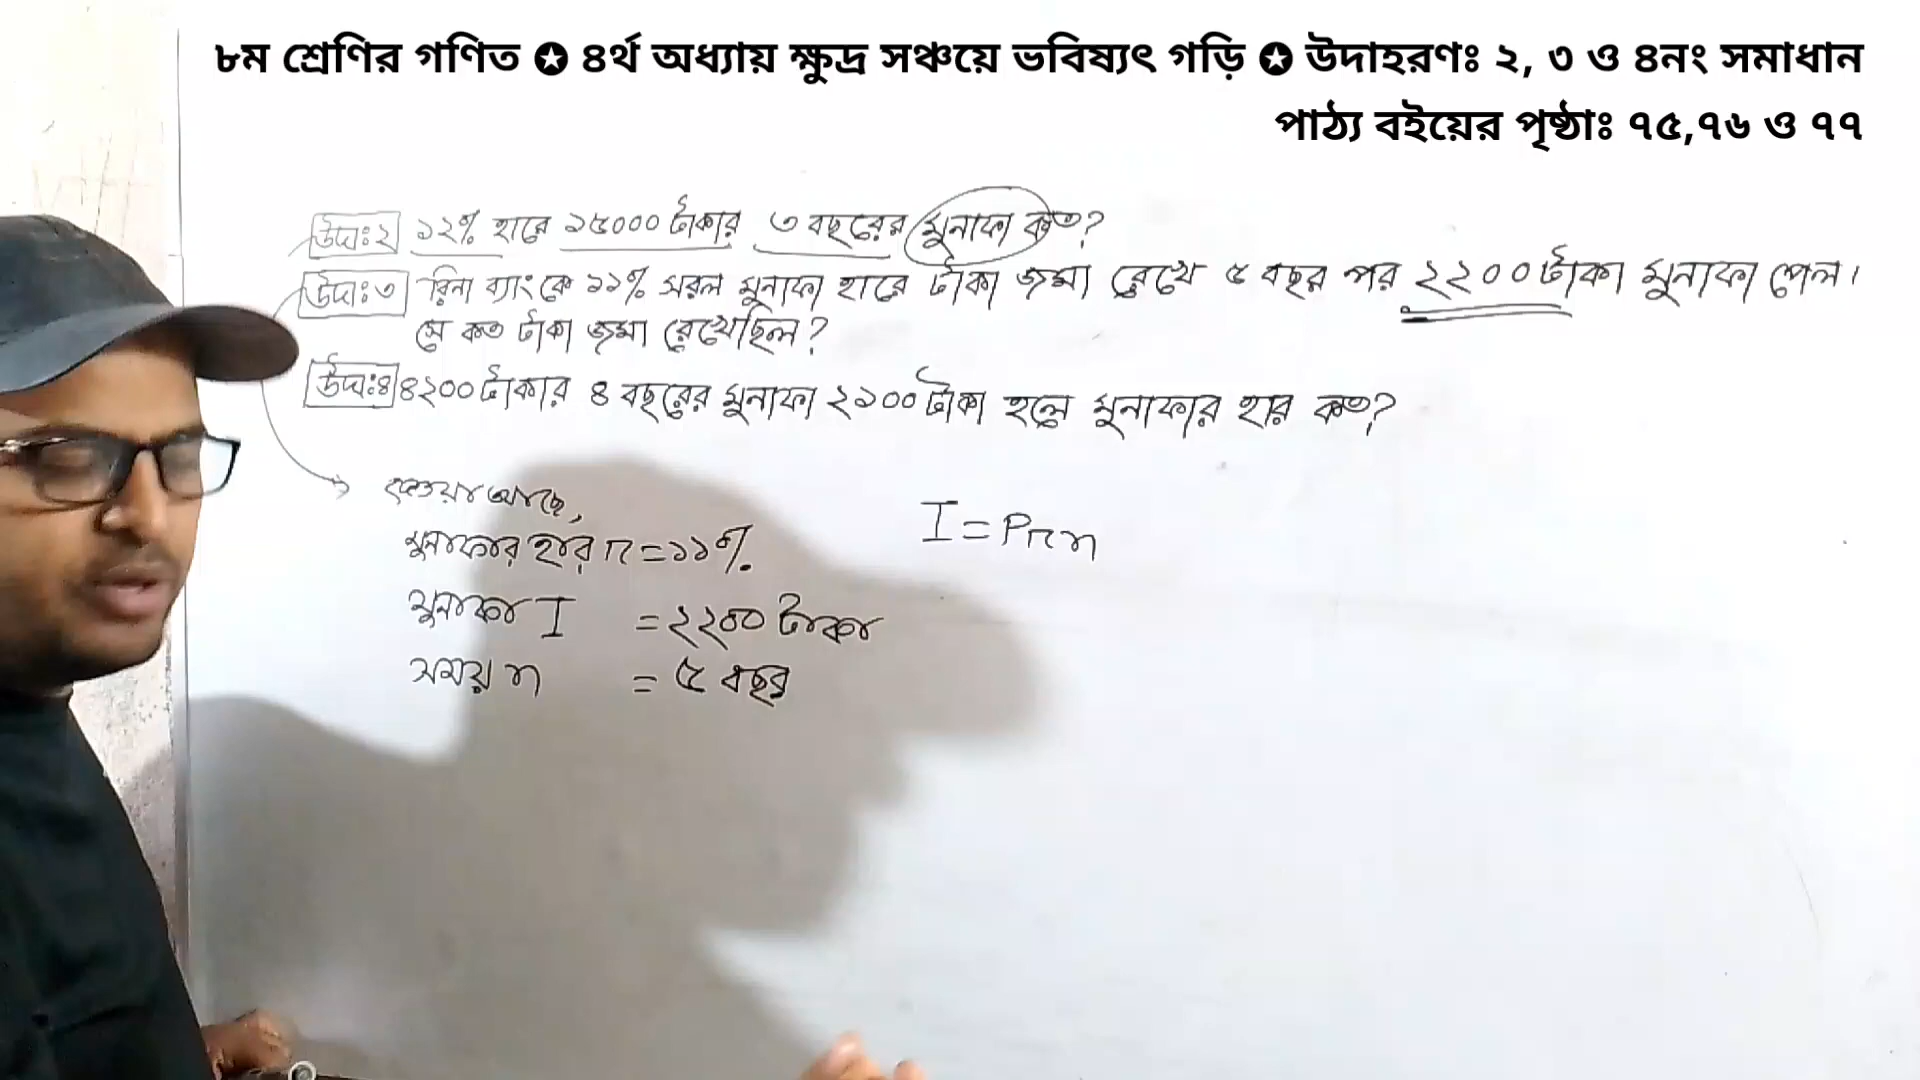 ৮ম শ্রেণির গণিত ✪ ৪র্থ অধ্যায় ক্ষুদ্র সঞ্চয়ে ভবিষ্যৎ গড়ি ✪ উদাহরণঃ ২, ৩ ও ৪নং সমাধান
পাঠ্য বইয়ের পৃষ্ঠাঃ ৭৫,৭৬ ও ৭৭
উদাঃ২ ১২% হারে ১৫০০০ টাকার ৩ বছরের মুনাফা কত?
উদাঃ৩ রিনা ব্যাংকে ১১% সরল মুনাফা হারে টাকা জমা রেখে ৫ বছর পর ২২০০ টাকা মুনাফা পেল।
সে কত টাকা জমা রেখেছিল?
উদাঃ৪ ৪২০০ টাকার ৪ বছরের মুনাফা ২১০০ টাকা হলে মুনাফার হার কত?
দেওয়া আছে,
মুনাফার হার r = ১১%
মুনাফা I = ২২০০ টাকা
সময় n = ৫ বছর
I = Prn